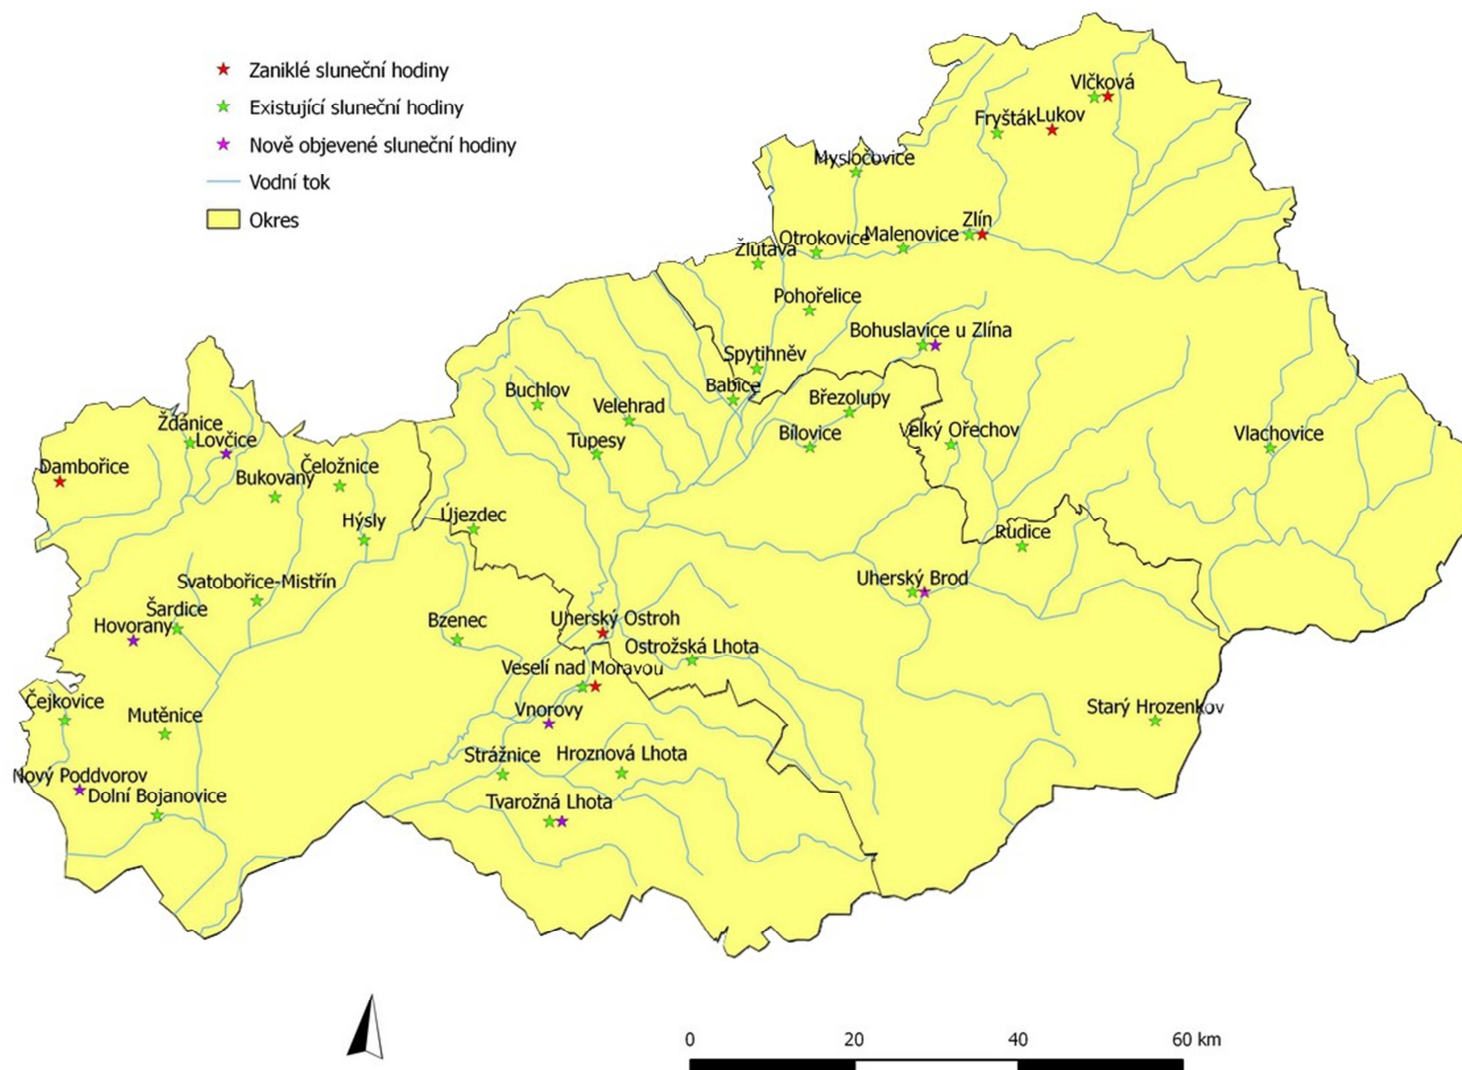 Zaniklé sluneční hodiny
Existující sluneční hodiny
Nově objevené sluneční hodiny
Vodní tok
Okres
Vlčková
Fryšták
Lukov
Mysločovice
Zlín
Otrokovice
Malenovice
Žlutava
Pohořelice
Bohuslavice u Zlína
Spytihněv
Babice
Buchlov
Velehrad
Březolupy
Tupesy
Bílovice
Velký Ořechov
Vlachovice
Ždánice
Lovčice
Dambořice
Bukovany
Čeložnice
Hýsly
Újezdec
Rudice
Svatobořice-Mistřín
Uherský Brod
Šardice
Hovorany
Bzenec
Uherský Ostroh
Ostrožská Lhota
Veselí nad Moravou
Čejkovice
Mutěnice
Vnorovy
Starý Hrozenkov
Strážnice
Hroznová Lhota
Nový Poddvorov
Dolní Bojanovice
Tvarožná Lhota
0 20 40 60 km